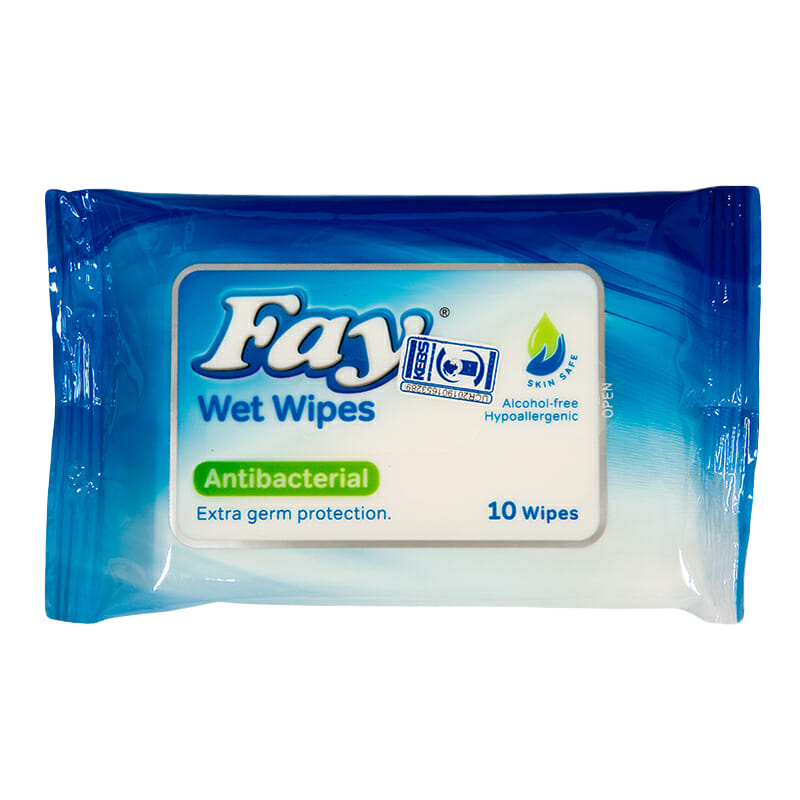 Fay®
KEBS
Wet Wipes
SKIN SAFE
Alcohol-free
Hypoallergenic
OPEN
Antibacterial
Extra germ protection.
10 Wipes